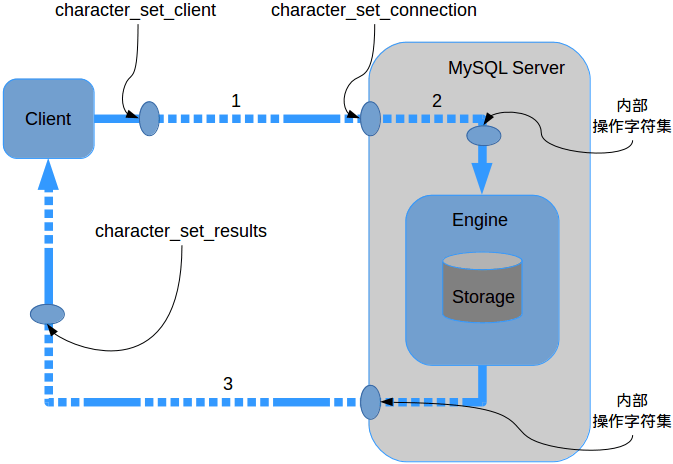 character_set_client
character_set_connection
MySQL Server
Client
1
2
内部
操作字符集
Engine
character_set_results
Storage
3
内部
操作字符集